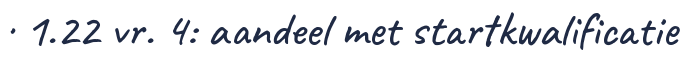 · 1.22 vr. 4: aandeel met startkwalificatie